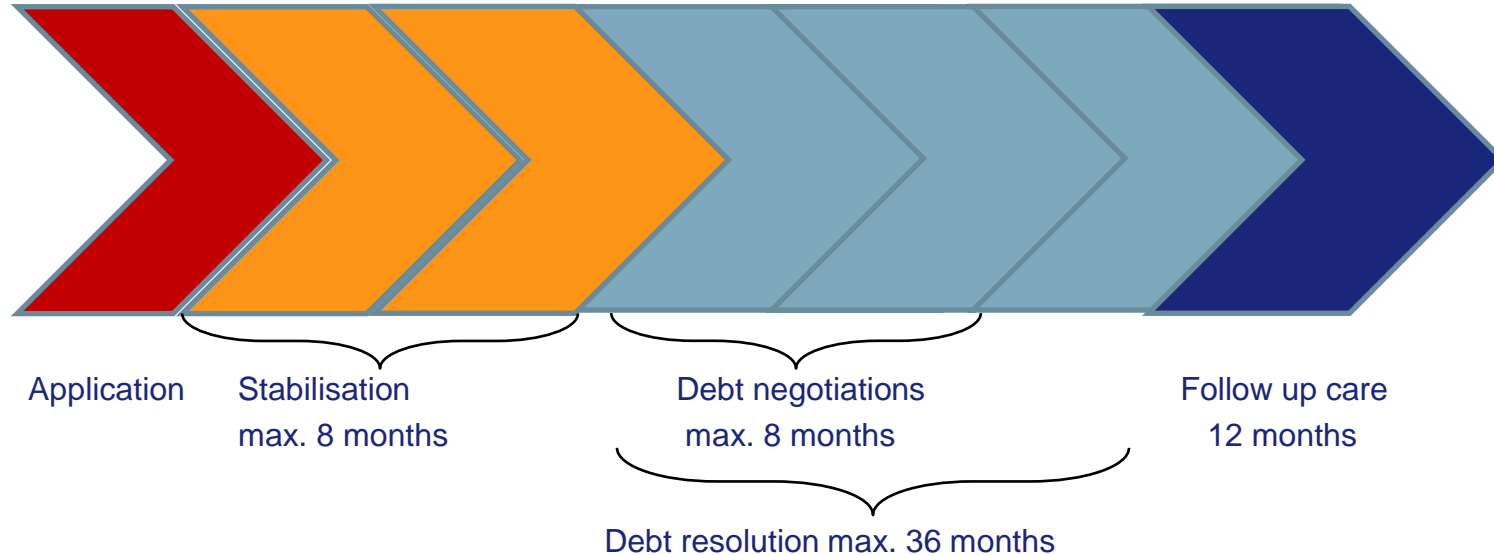 Application
Stabilisation
max. 8 months
Debt negotiations
max. 8 months
Follow up care
12 months
Debt resolution max. 36 months